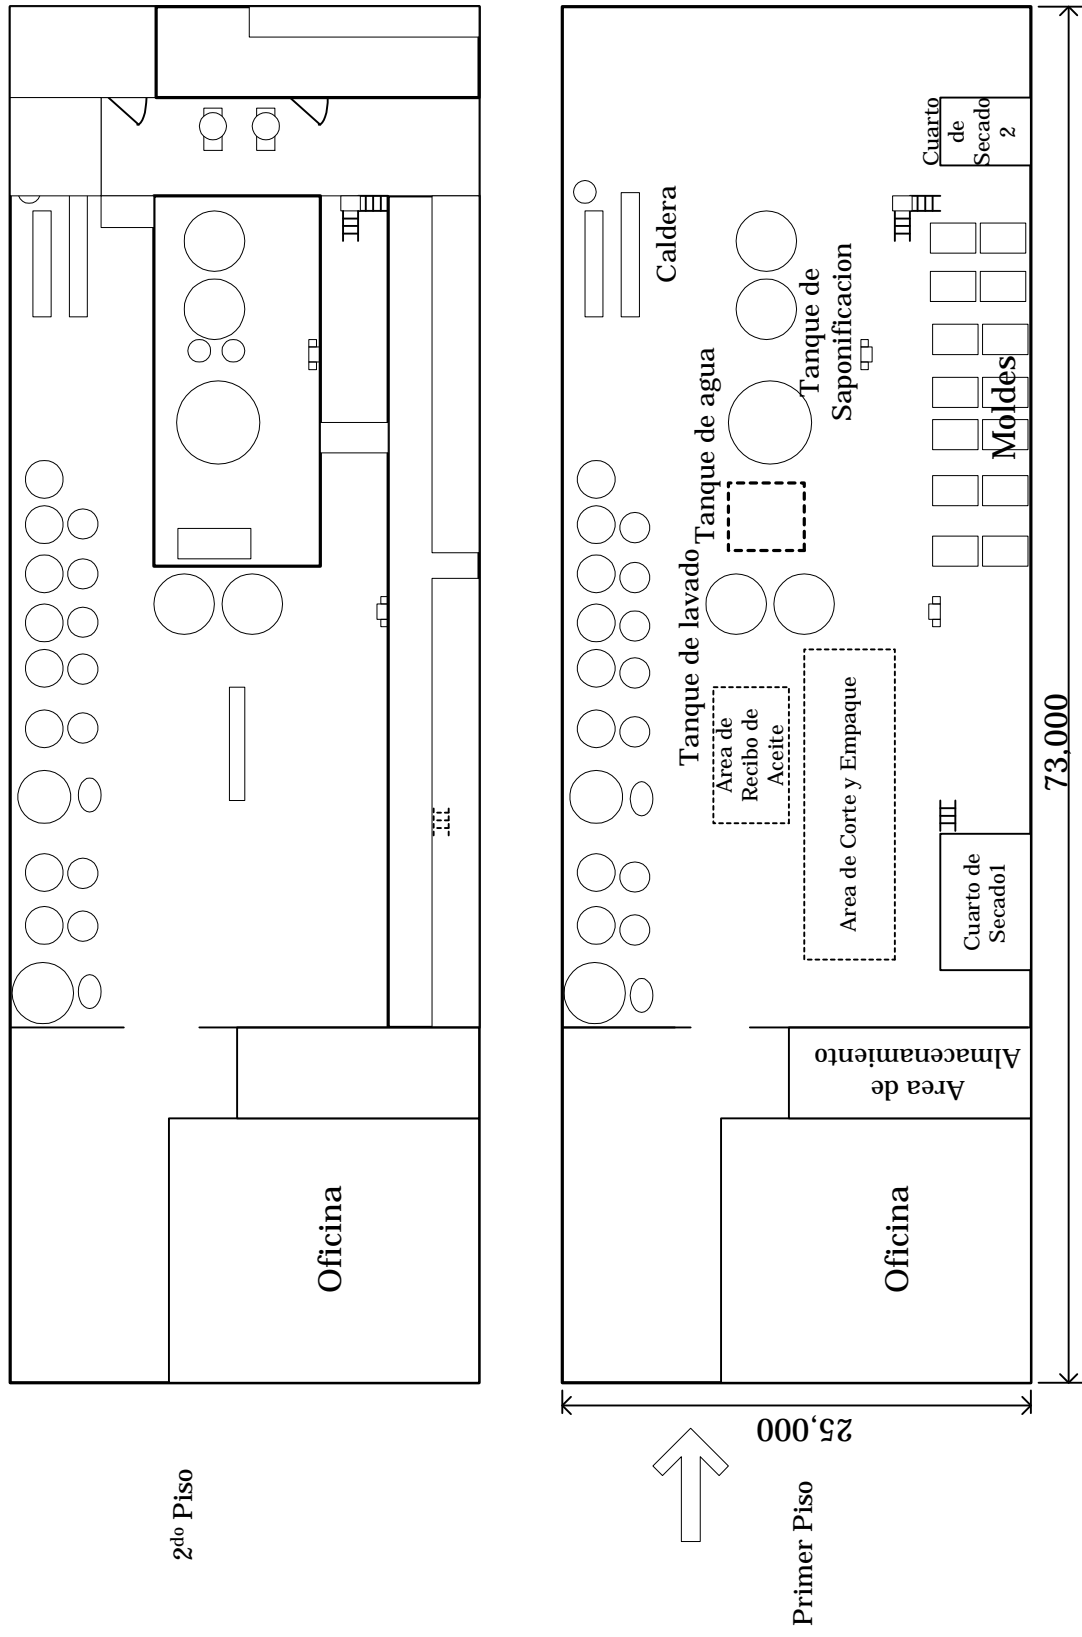 Cuarto
de
Secado
2
Caldera
Tanque de
Saponificacion
Tanque de agua
Moldes
Tanque de lavado
Area de
Recibo de
Aceite
Area de Corte y Empaque
73,000
Cuarto de
Secado1
Area de
Almacenamiento
Oficina
Oficina
25,000
2do Piso
Primer Piso